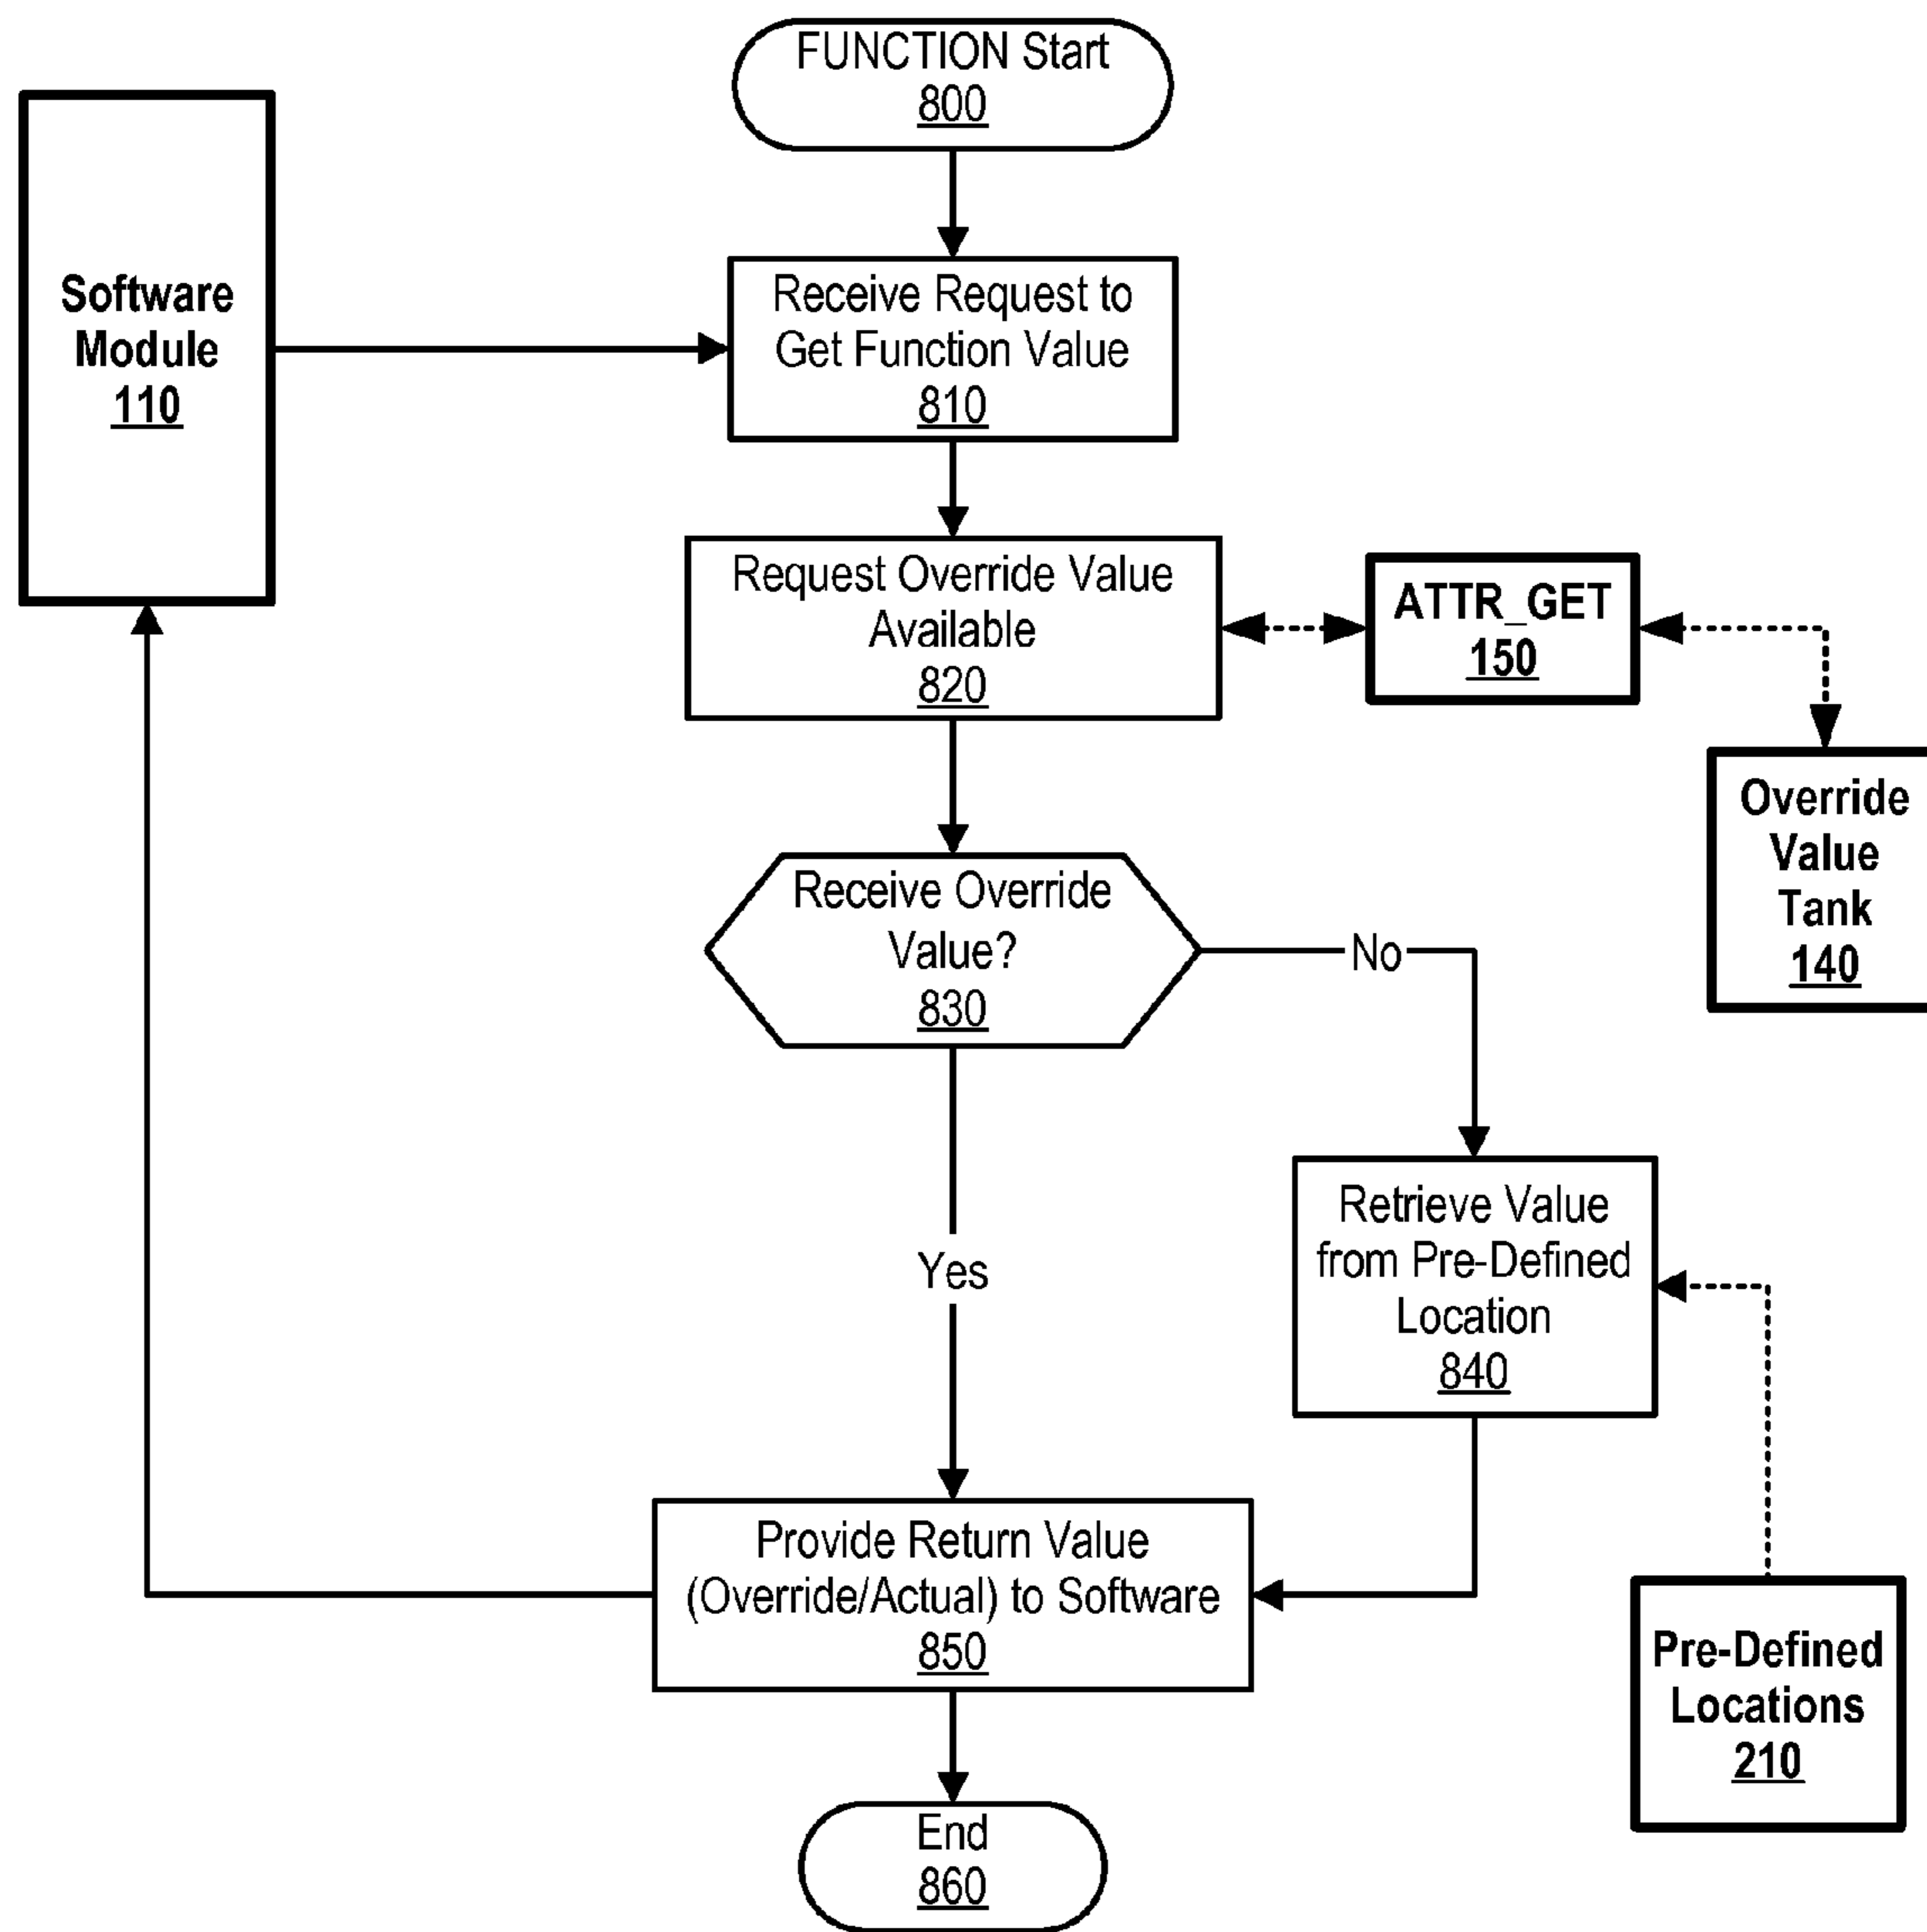 FUNCTION Start
800
Software
Module
110
Receive Request to
Get Function Value
810
Request Override Value
Available
820
ATTR_GET
150
Override
Value
Tank
140
Receive Override
Value?
830
No
Yes
Retrieve Value
from Pre-Defined
Location
840
Provide Return Value
(Override/Actual) to Software
850
Pre-Defined
Locations
210
End
860